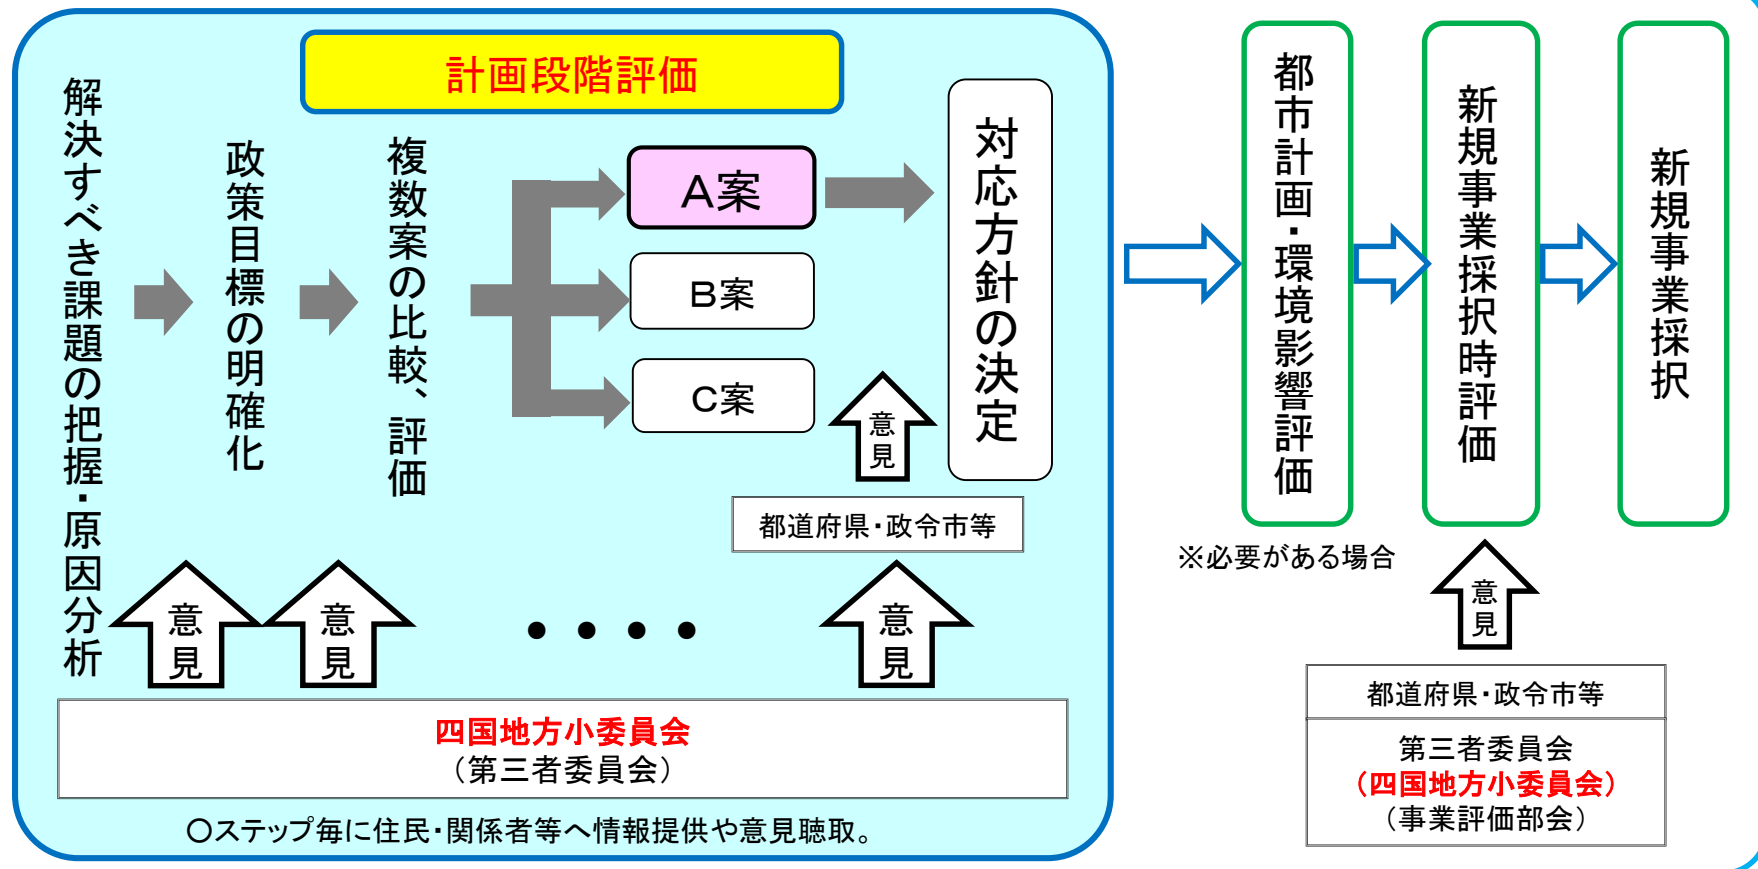 計画段階評価
解決すべき課題の把握・原因分析
政策目標の明確化
複数案の比較、評価
A案
B案
C案
対応方針の決定
意見
都道府県・政令市等
意見
意見
・・・・
意見
四国地方小委員会
（第三者委員会）
〇ステップ毎に住民・関係者等へ情報提供や意見聴取。
都市計画・環境影響評価
※必要がある場合
新規事業採択時評価
新規事業採択
意見
都道府県・政令市等
第三者委員会
（四国地方小委員会）
（事業評価部会）